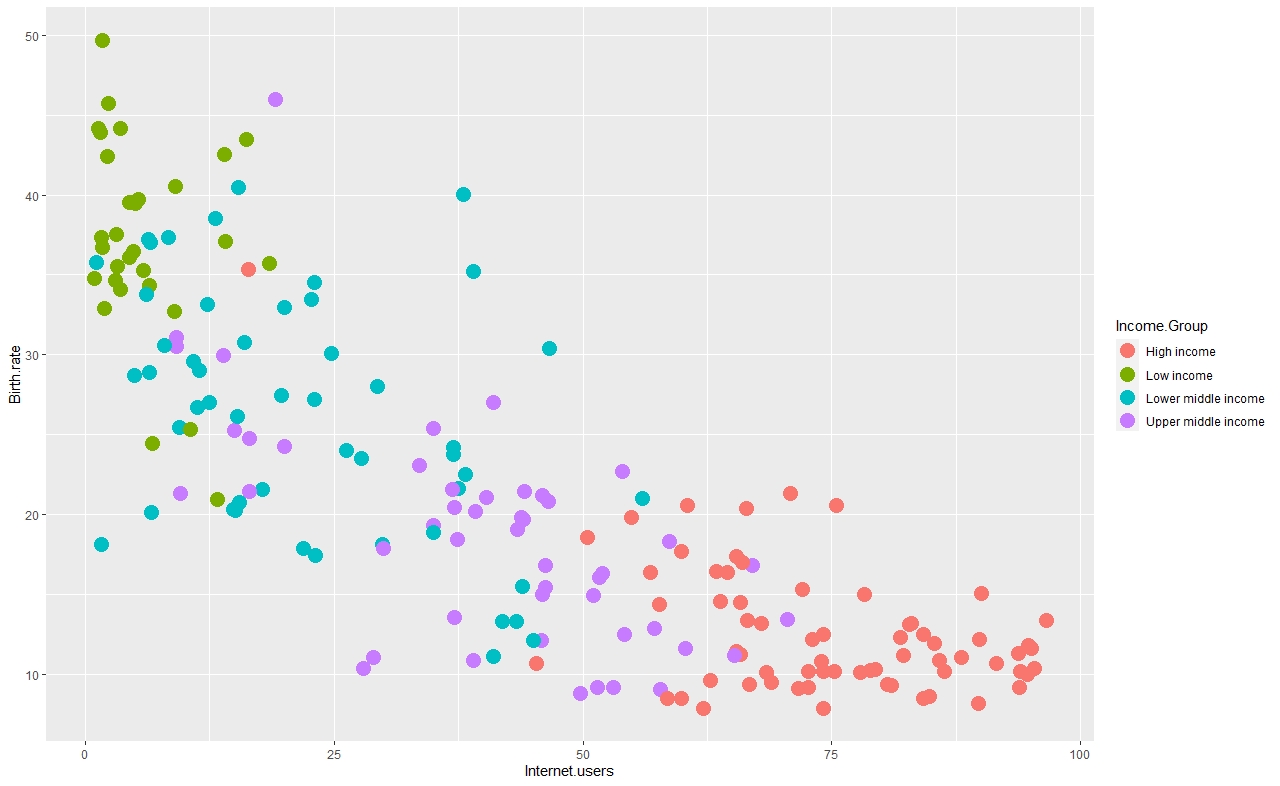 50
40
30
20
10
Birth.rate
0
25
50
75
100
Internet.users
Income.Group
High income
Low income
Lower middle income
Upper middle income